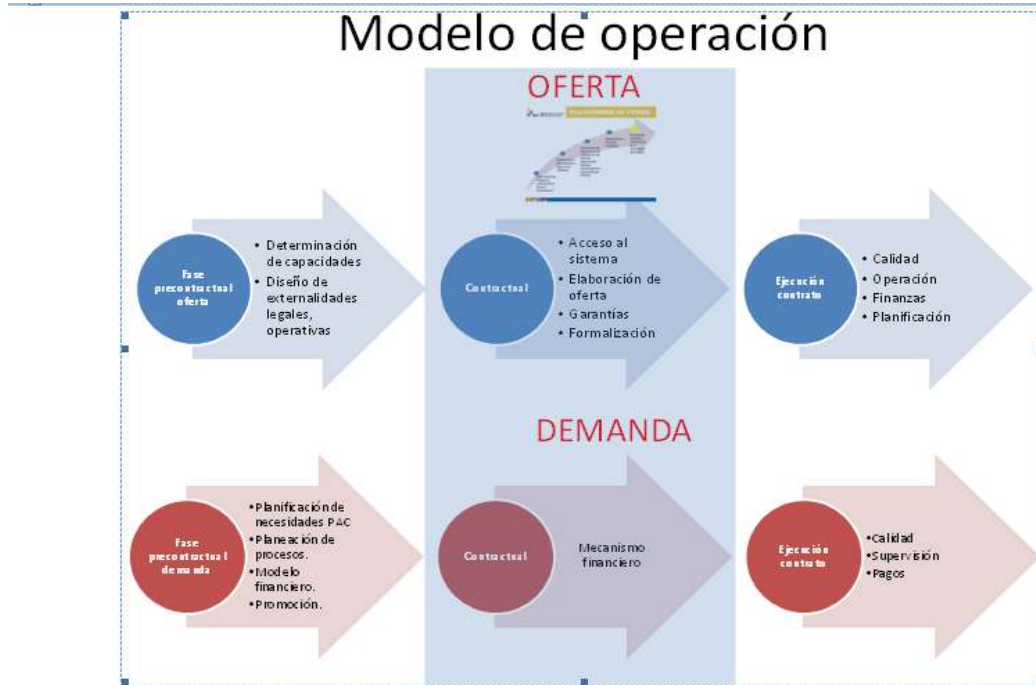 Modelo de operación
OFERTA
Fase
precontractual
oferta
• Determinación
de capacidades
• Diseño de
externalidades
legales,
operativas
Contractual
• Acceso al
sistema
• Elaboración de
oferta
• Garantías
• Formalización
Ejecución
contrato
• Calidad
• Operación
• Finanzas
• Planificación
DEMANDA
Fase
precontractual
demanda
•Planificación de
necesidades PAC
•Planeación de
procesos.
•Modelo
financiero.
•Promoción.
Contractual
Mecanismo
financiero
Ejecución
contrato
•Calidad
•Supervisión
•Pagos